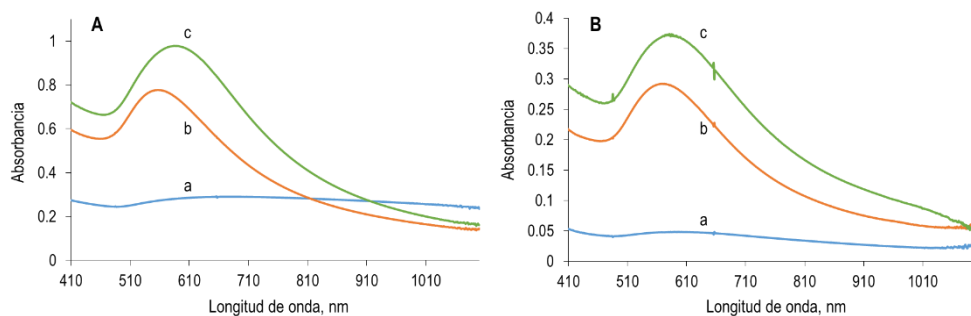 A
Absorbancia
1
0.8
0.6
0.4
0.2
0
c
b
a
410 510 610 710 810 910 1010
Longitud de onda, nm
B
Absorbancia
0.4
0.35
0.3
0.25
0.2
0.15
0.1
0.05
0
c
b
a
410 510 610 710 810 910 1010
Longitud de onda, nm